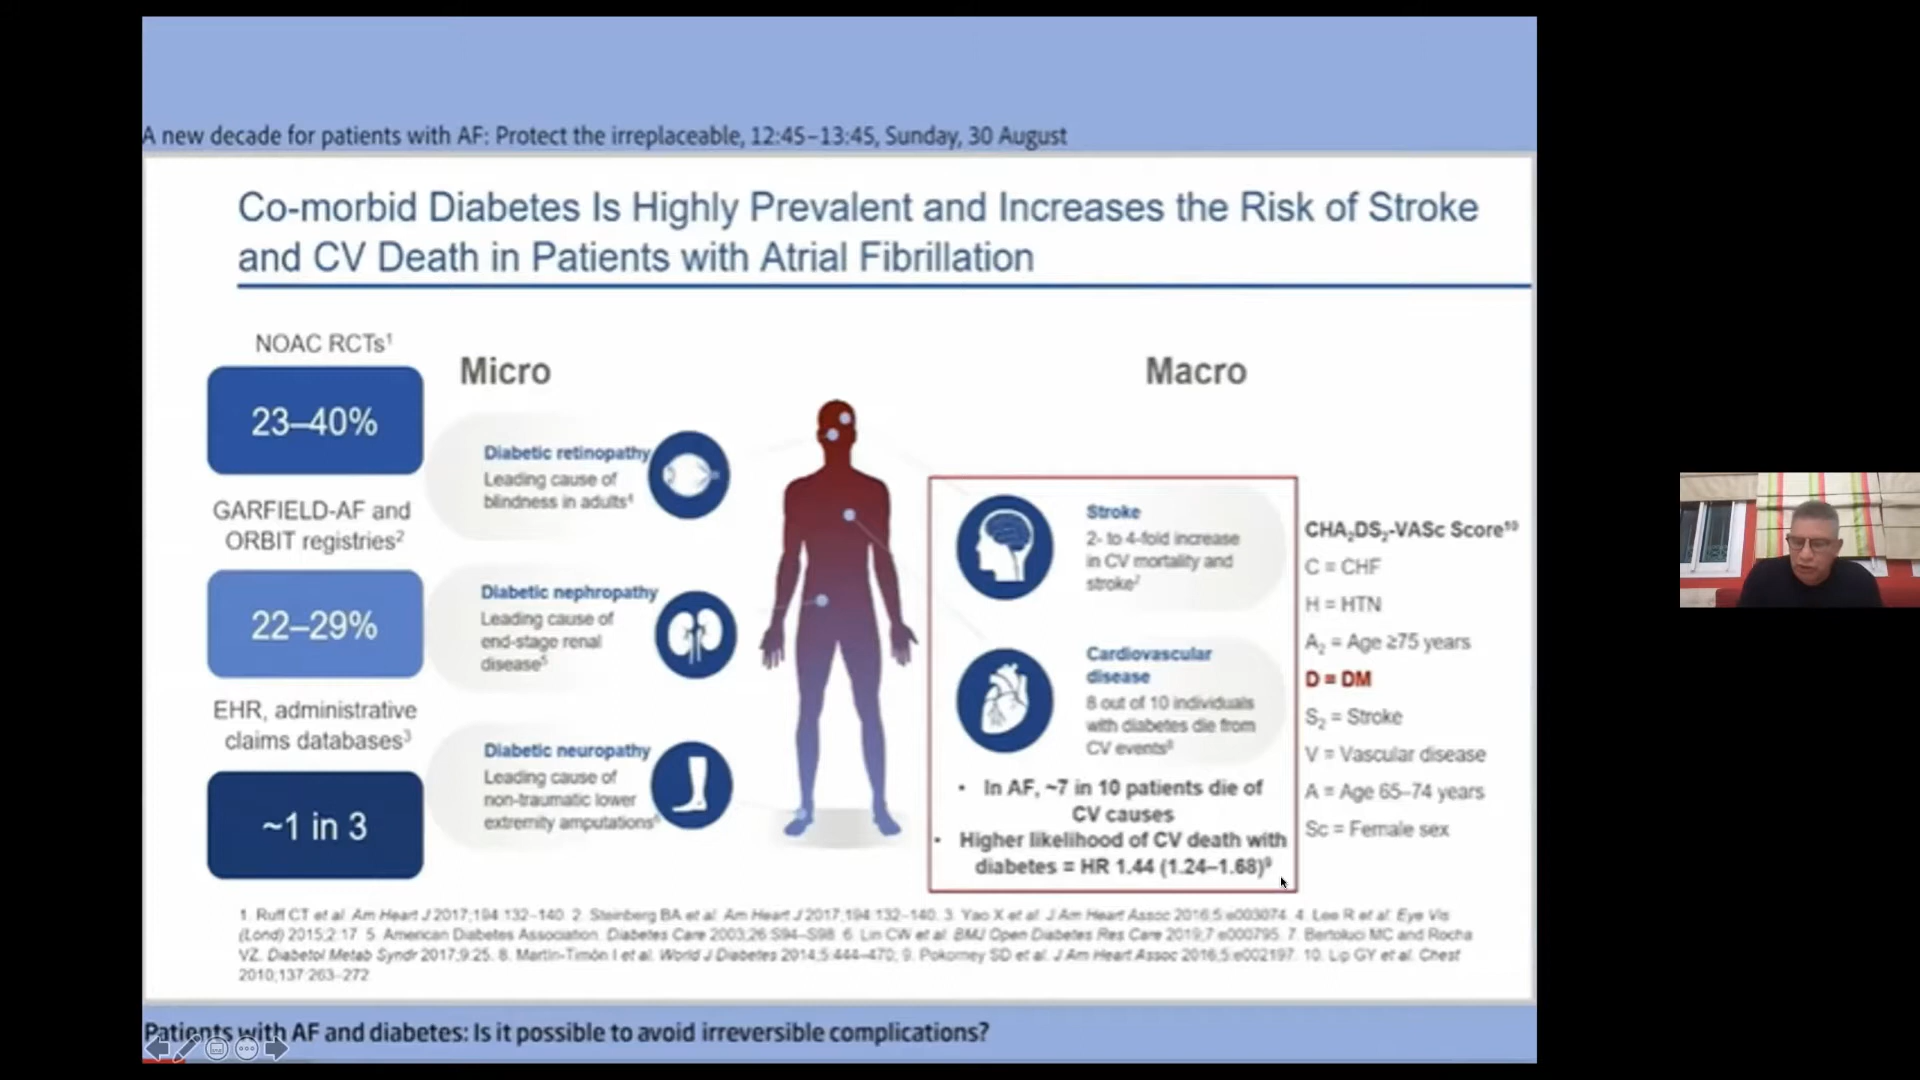 A new decade for patients with AF: Protect the irreplaceable, 12:45–13:45, Sunday, 30 August
Co-morbid Diabetes Is Highly Prevalent and Increases the Risk of Stroke
and CV Death in Patients with Atrial Fibrillation
NOAC RCTs¹
23–40%
GARFIELD-AF and
ORBIT registries²
22–29%
EHR, administrative
claims databases³
~1 in 3
Micro
Diabetic retinopathy
Leading cause of
blindness in adults⁴
Diabetic nephropathy
Leading cause of
end-stage renal
disease⁵
Diabetic neuropathy
Leading cause of
non-traumatic lower
extremity amputations⁶
Macro
Stroke
2- to 4-fold increase
in CV mortality and
stroke⁷
Cardiovascular
disease
8 out of 10 individuals
with diabetes die from
CV events⁸
• In AF, ~7 in 10 patients die of
CV causes
• Higher likelihood of CV death with
diabetes = HR 1.44 (1.24–1.68)⁹
CHA₂DS₂-VASc Score¹⁰
C = CHF
H = HTN
A₂ = Age ≥75 years
D = DM
S₂ = Stroke
V = Vascular disease
A = Age 65–74 years
Sc = Female sex
1. Ruff CT et al. Am Heart J 2017;194:132–140. 2. Steinberg BA et al. Am Heart J 2017;194:132–140. 3. Yao X et al. J Am Heart Assoc 2016;5:e003074. 4. Lee R et al. Eye Vis
(Lond) 2015;2:17. 5. American Diabetes Association. Diabetes Care 2003;26:S94–S98. 6. Lin CW et al. BMJ Open Diabetes Res Care 2019;7:e000795. 7. Bertoluci MC and Rocha
VZ. Diabetol Metab Syndr 2017;9:25. 8. Martín-Timón I et al. World J Diabetes 2014;5:444–470; 9. Pokorney SD et al. J Am Heart Assoc 2016;5:e002197. 10. Lip GY et al. Chest
2010;137:263–272
Patients with AF and diabetes: Is it possible to avoid irreversible complications?